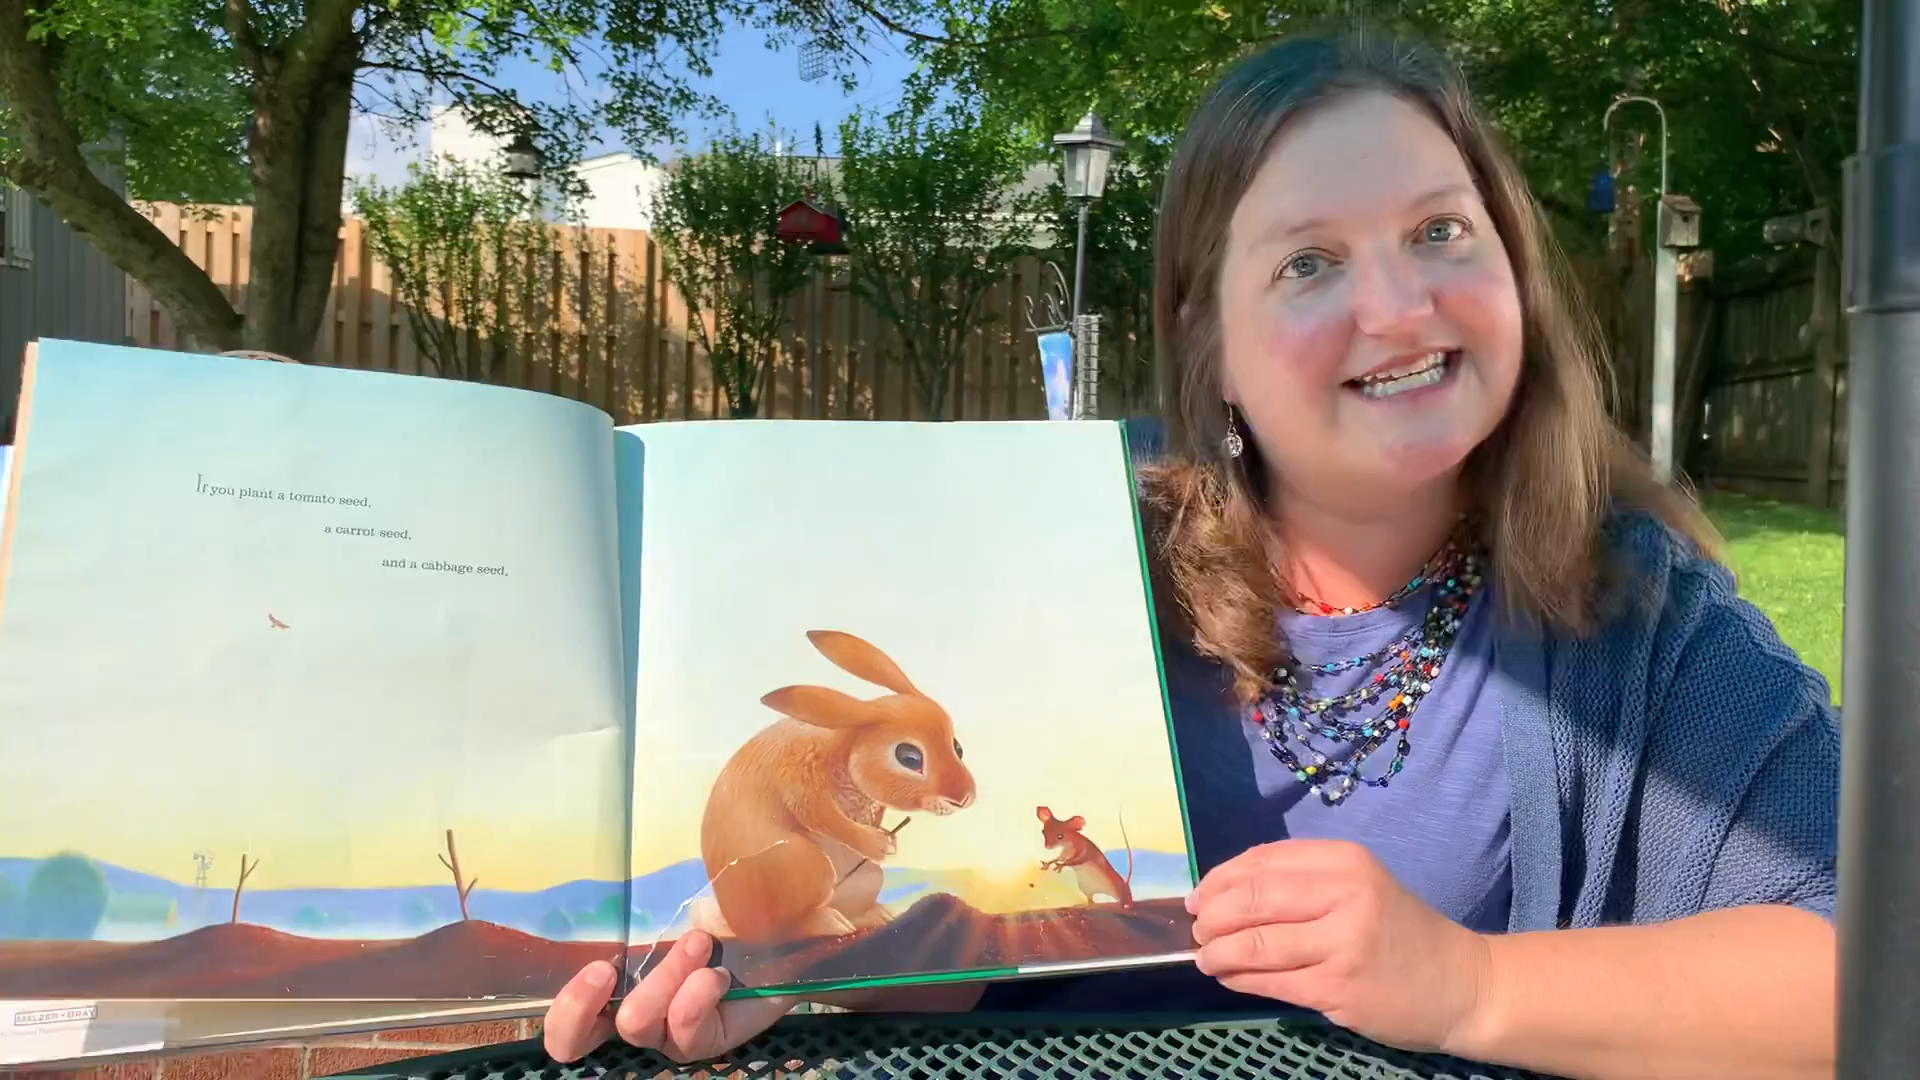 If you plant a tomato seed,
a carrot seed,
and a cabbage seed,
BALZER + BRAY